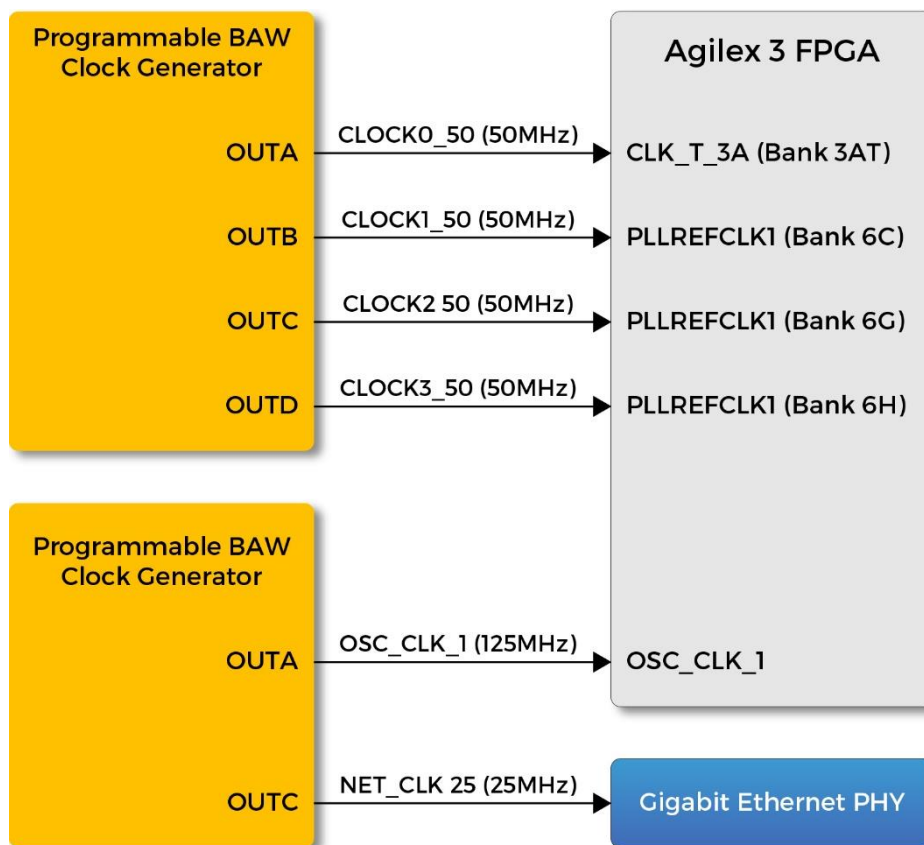 Programmable BAW
Clock Generator
Agilex 3 FPGA
OUTA
CLOCK0_50 (50MHz)
CLK_T_3A (Bank 3AT)
OUTB
CLOCK1_50 (50MHz)
PLLREFCLK1 (Bank 6C)
OUTC
CLOCK2 50 (50MHz)
PLLREFCLK1 (Bank 6G)
OUTD
CLOCK3_50 (50MHz)
PLLREFCLK1 (Bank 6H)
Programmable BAW
Clock Generator
OUTA
OSC_CLK_1 (125MHz)
OSC_CLK_1
OUTC
NET_CLK 25 (25MHz)
Gigabit Ethernet PHY